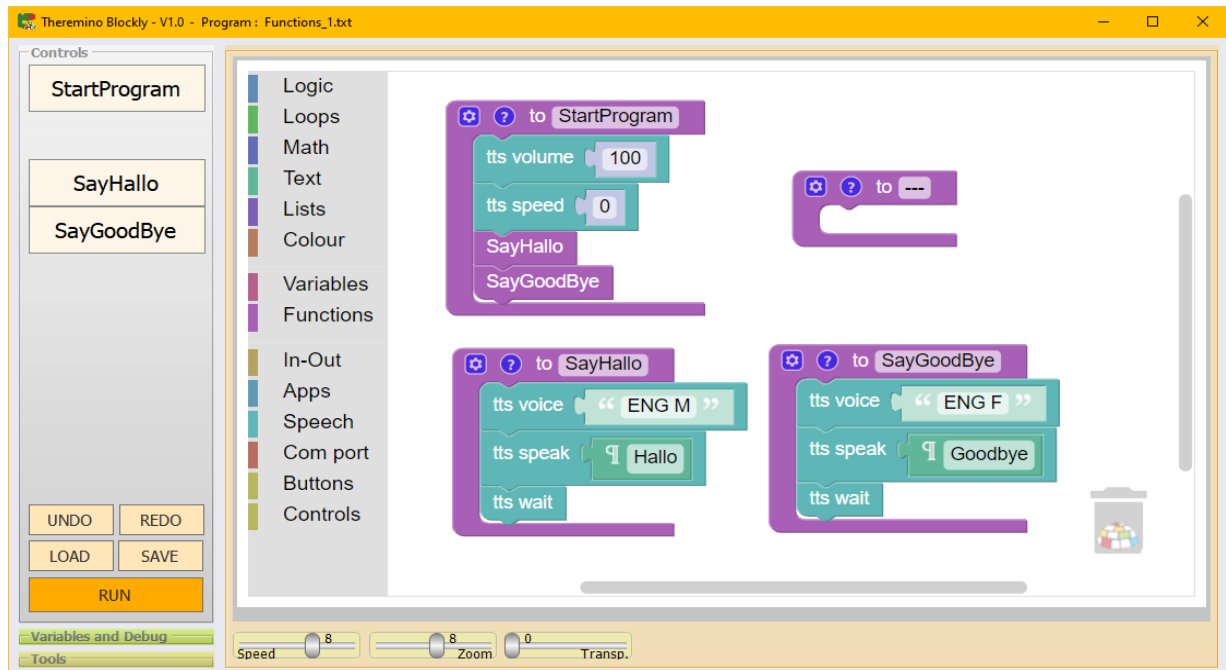 Theremino Blockly - V1.0 - Program : Functions_1.txt
Controls
StartProgram
SayHallo
SayGoodBye
UNDO REDO
LOAD SAVE
RUN
Variables and Debug
Tools
Logic
Loops
Math
Text
Lists
Colour
Variables
Functions
In-Out
Apps
Speech
Com port
Buttons
Controls
? to StartProgram
tts volume 100
tts speed 0
SayHallo
SayGoodBye
? to ---
? to SayHallo
tts voice “ ENG M ”
tts speak ¶ Hallo
tts wait
? to SayGoodBye
tts voice “ ENG F ”
tts speak ¶ Goodbye
tts wait
Speed 8
8 Zoom
0 Transp.